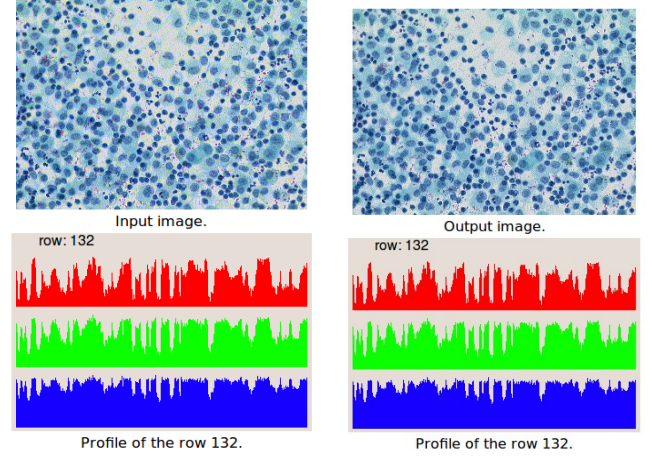 Input image.
Output image.
row: 132
row: 132
Profile of the row 132.
Profile of the row 132.